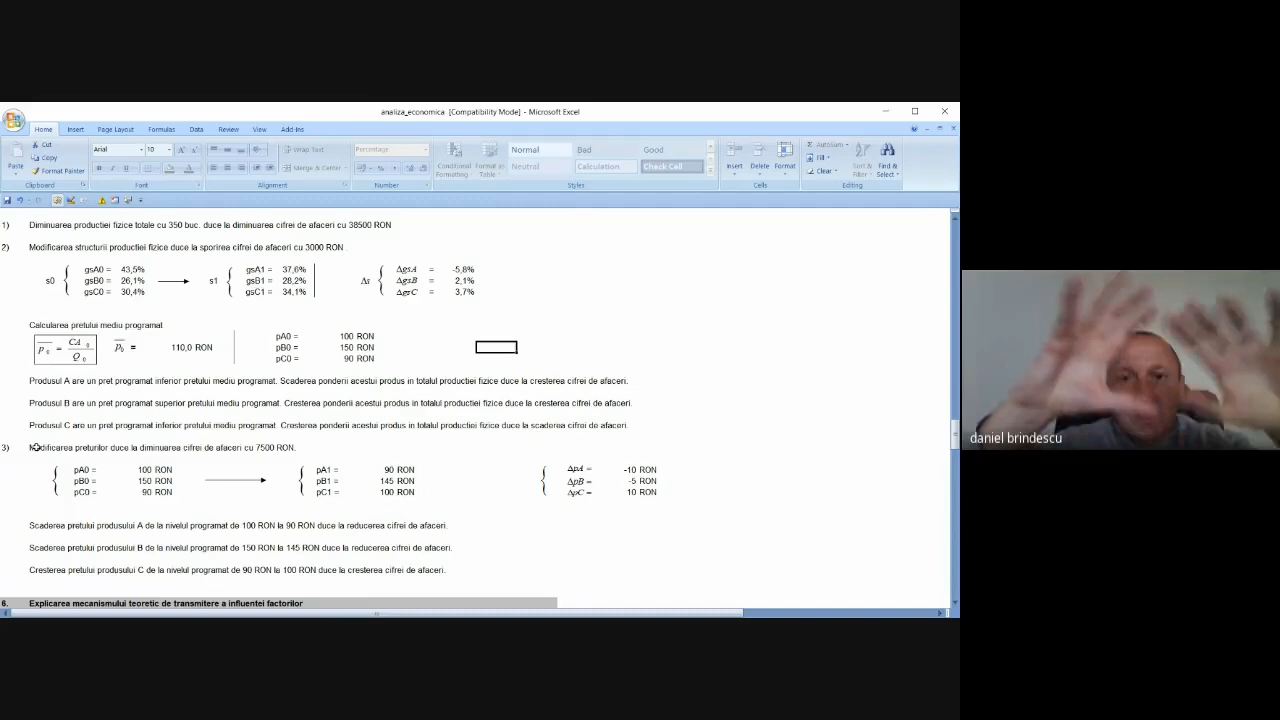 analiza_economica [Compatibility Mode] - Microsoft Excel
Home Insert Page Layout Formulas Data Review View Add-Ins
Paste Cut Copy Format Painter Clipboard
Arial 10 Font
Wrap Text Merge & Center Alignment
Percentage Number
Conditional Formatting Format as Table Normal Bad Good Neutral Calculation Check Cell Styles
Insert Delete Format Cells
AutoSum Fill Clear Sort & Filter Find & Select Editing
1) Diminuarea productiei fizice totale cu 350 buc. duce la diminuarea cifrei de afaceri cu 38500 RON
2) Modificarea structurii productiei fizice duce la sporirea cifrei de afaceri cu 3000 RON .
gsA0 = 43,5% gsA1 = 37,6% ΔgsA = -5,8%
s0 gsB0 = 26,1% s1 gsB1 = 28,2% Δs ΔgsB = 2,1%
gsC0 = 30,4% gsC1 = 34,1% ΔgsC = 3,7%
Calcularea pretului mediu programat
p0 = CA0 / Q0 p0 = 110,0 RON
pA0 = 100 RON
pB0 = 150 RON
pC0 = 90 RON
Produsul A are un pret programat inferior pretului mediu programat. Scaderea ponderii acestui produs in totalul productiei fizice duce la cresterea cifrei de afaceri.
Produsul B are un pret programat superior pretului mediu programat. Cresterea ponderii acestui produs in totalul productiei fizice duce la cresterea cifrei de afaceri.
Produsul C are un pret programat inferior pretului mediu programat. Cresterea ponderii acestui produs in totalul productiei fizice duce la scaderea cifrei de afaceri.
3) Modificarea preturilor duce la diminuarea cifrei de afaceri cu 7500 RON.
pA0 = 100 RON pA1 = 90 RON ΔpA = -10 RON
pB0 = 150 RON pB1 = 145 RON ΔpB = -5 RON
pC0 = 90 RON pC1 = 100 RON ΔpC = 10 RON
Scaderea pretului produsului A de la nivelul programat de 100 RON la 90 RON duce la reducerea cifrei de afaceri.
Scaderea pretului produsului B de la nivelul programat de 150 RON la 145 RON duce la reducerea cifrei de afaceri.
Cresterea pretului produsului C de la nivelul programat de 90 RON la 100 RON duce la cresterea cifrei de afaceri.
6. Explicarea mecanismului teoretic de transmitere a influentei factorilor
daniel brindescu